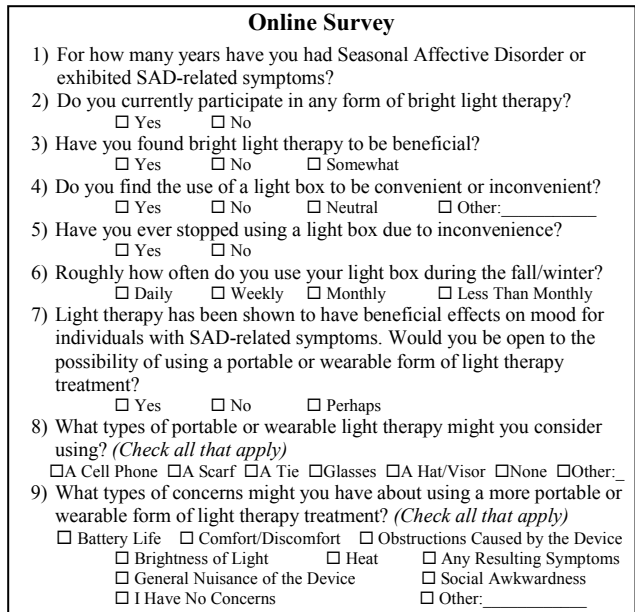 Online Survey
1) For how many years have you had Seasonal Affective Disorder or
exhibited SAD-related symptoms?
2) Do you currently participate in any form of bright light therapy?
☐ Yes ☐ No
3) Have you found bright light therapy to be beneficial?
☐ Yes ☐ No ☐ Somewhat
4) Do you find the use of a light box to be convenient or inconvenient?
☐ Yes ☐ No ☐ Neutral ☐ Other:___________
5) Have you ever stopped using a light box due to inconvenience?
☐ Yes ☐ No
6) Roughly how often do you use your light box during the fall/winter?
☐ Daily ☐ Weekly ☐ Monthly ☐ Less Than Monthly
7) Light therapy has been shown to have beneficial effects on mood for
individuals with SAD-related symptoms. Would you be open to the
possibility of using a portable or wearable form of light therapy
treatment?
☐ Yes ☐ No ☐ Perhaps
8) What types of portable or wearable light therapy might you consider
using? (Check all that apply)
☐A Cell Phone ☐A Scarf ☐A Tie ☐Glasses ☐A Hat/Visor ☐None ☐Other:_
9) What types of concerns might you have about using a more portable or
wearable form of light therapy treatment? (Check all that apply)
☐ Battery Life ☐ Comfort/Discomfort ☐ Obstructions Caused by the Device
☐ Brightness of Light ☐ Heat ☐ Any Resulting Symptoms
☐ General Nuisance of the Device ☐ Social Awkwardness
☐ I Have No Concerns ☐ Other:_______________